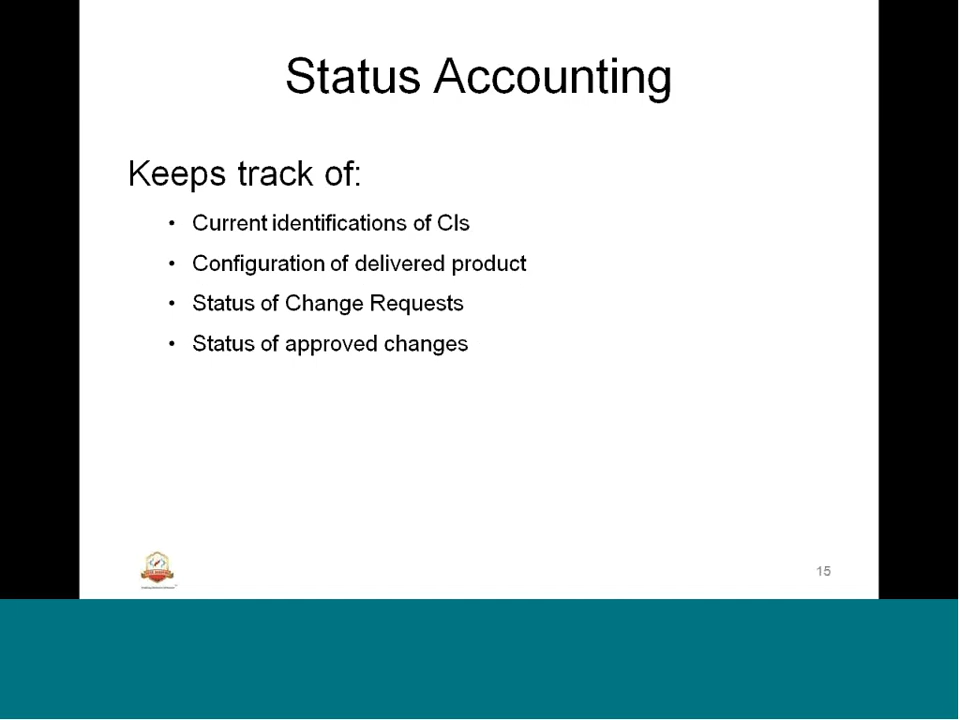 Status Accounting
Keeps track of:
• Current identifications of CIs
• Configuration of delivered product
• Status of Change Requests
• Status of approved changes
15